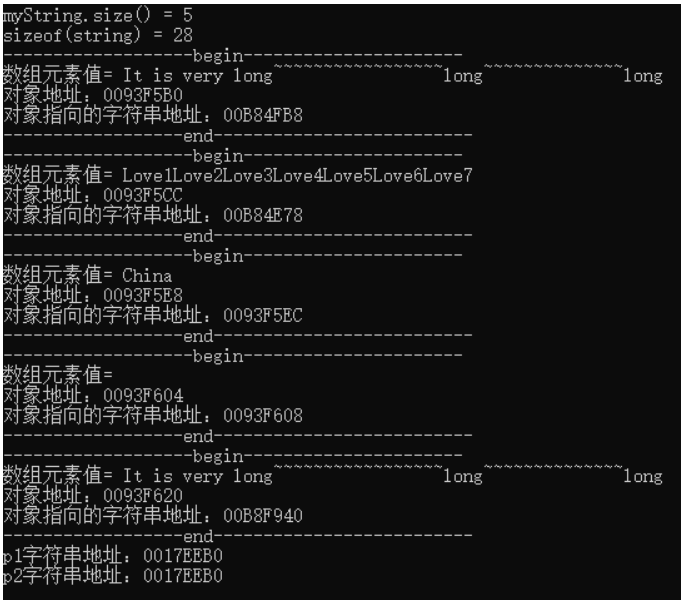 myString.size() = 5
sizeof(string) = 28
-------------------begin----------------------
数组元素值= It is very long~~~~~~~~~~~~~~~~~long~~~~~~~~~~~~~~long
对象地址：0093F5B0
对象指向的字符串地址：00B84FB8
------------------end--------------------------
-------------------begin----------------------
数组元素值= Love1Love2Love3Love4Love5Love6Love7
对象地址：0093F5CC
对象指向的字符串地址：00B84E78
------------------end--------------------------
-------------------begin----------------------
数组元素值= China
对象地址：0093F5E8
对象指向的字符串地址：0093F5EC
------------------end--------------------------
-------------------begin----------------------
数组元素值=
对象地址：0093F604
对象指向的字符串地址：0093F608
------------------end--------------------------
-------------------begin----------------------
数组元素值= It is very long~~~~~~~~~~~~~~~~~long~~~~~~~~~~~~~~long
对象地址：0093F620
对象指向的字符串地址：00B8F940
------------------end--------------------------
p1字符串地址：0017EEB0
p2字符串地址：0017EEB0